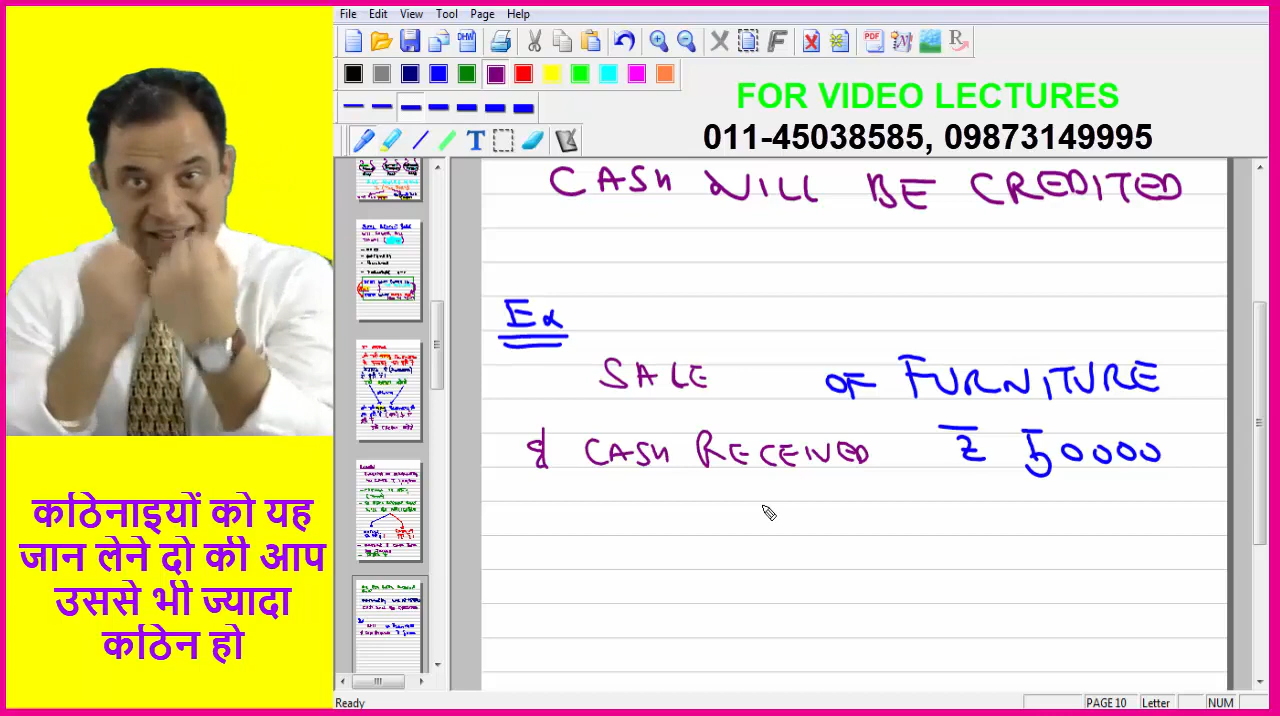 File Edit View Tool Page Help
FOR VIDEO LECTURES
011-45038585, 09873149995
CASH WILL BE CREDITED
Ex
SALE OF FURNITURE
& CASH RECEIVED ₹ 50000
कठिनाइयों को यह
जान लेने दो की आप
उससे भी ज्यादा
कठिन हो
Ready PAGE 10 Letter NUM